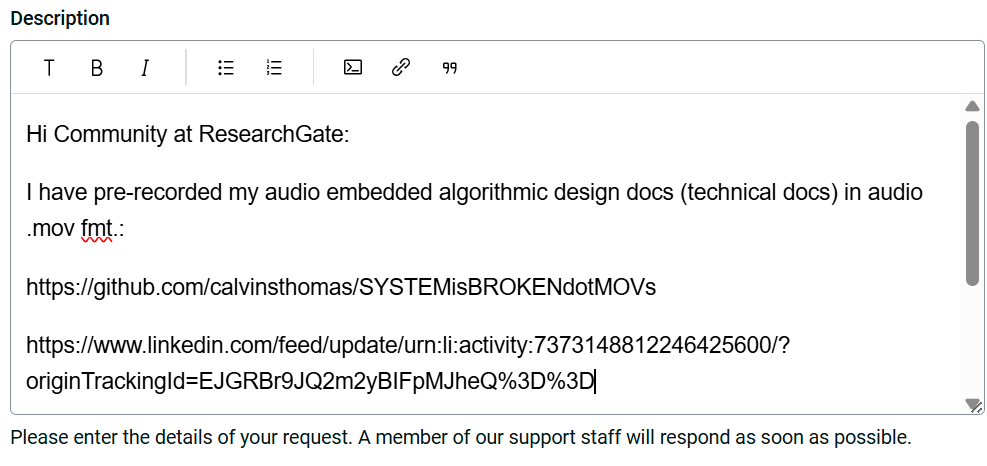 Description
T B I
Hi Community at ResearchGate:
I have pre-recorded my audio embedded algorithmic design docs (technical docs) in audio
.mov fmt.:
https://github.com/calvinsthomas/SYSTEMisBROKENdotMOVs
https://www.linkedin.com/feed/update/urn:li:activity:7373148812246425600/?
originTrackingId=EJGRBr9JQ2m2yBIFpMJheQ%3D%3D
Please enter the details of your request. A member of our support staff will respond as soon as possible.